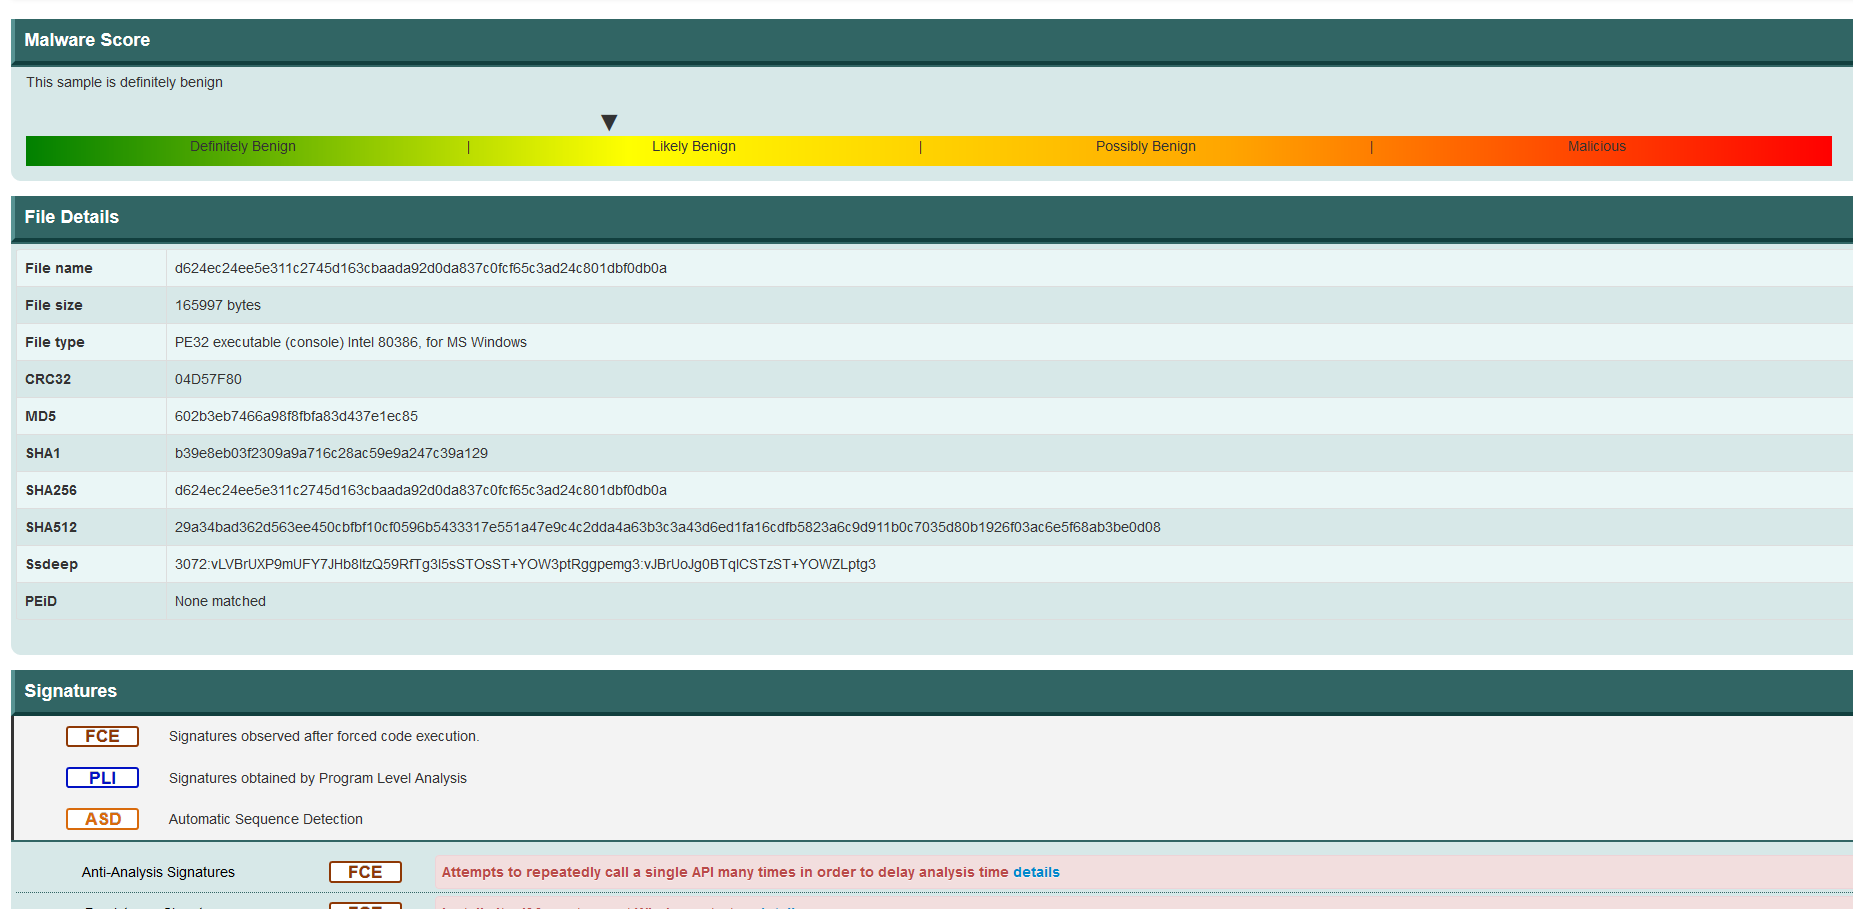 Malware Score
This sample is definitely benign
Definitely Benign | Likely Benign | Possibly Benign | Malicious
File Details
File name d624ec24ee5e311c2745d163cbaada92d0da837c0fcf65c3ad24c801dbf0db0a
File size 165997 bytes
File type PE32 executable (console) Intel 80386, for MS Windows
CRC32 04D57F80
MD5 602b3eb7466a98f8fbfa83d437e1ec85
SHA1 b39e8eb03f2309a9a716c28ac59e9a247c39a129
SHA256 d624ec24ee5e311c2745d163cbaada92d0da837c0fcf65c3ad24c801dbf0db0a
SHA512 29a34bad362d563ee450cbfbf10cf0596b5433317e551a47e9c4c2dda4a63b3c3a43d6ed1fa16cdfb5823a6c9d911b0c7035d80b1926f03ac6e5f68ab3be0d08
Ssdeep 3072:vLVBrUXP9mUFY7JHb8ltzQ59RfTg3l5sSTOsST+YOW3ptRggpemg3:vJBrUoJg0BTqlCSTzST+YOWZLptg3
PEiD None matched
Signatures
FCE Signatures observed after forced code execution.
PLI Signatures obtained by Program Level Analysis
ASD Automatic Sequence Detection
Anti-Analysis Signatures FCE Attempts to repeatedly call a single API many times in order to delay analysis time details
FCE